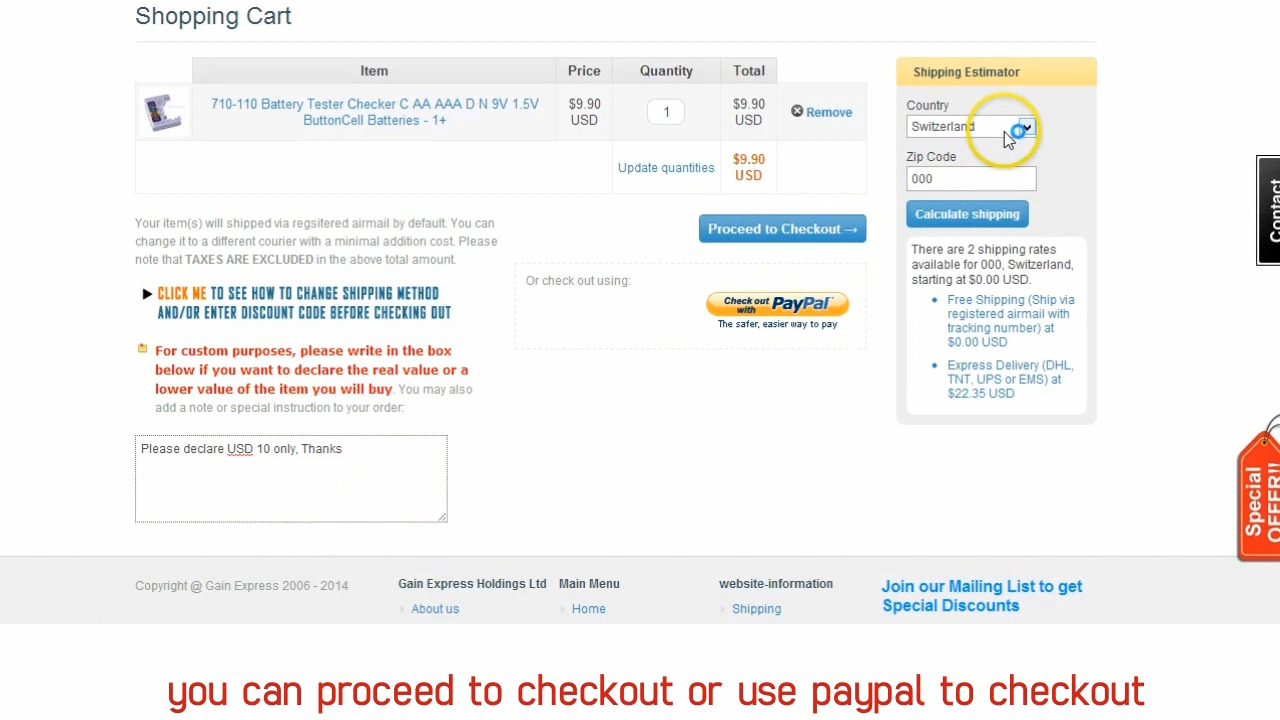 Shopping Cart
Item
Price
Quantity
Total
710-110 Battery Tester Checker C AA AAA D N 9V 1.5V
ButtonCell Batteries - 1+
$9.90
USD
1
$9.90
USD
Remove
Update quantities
$9.90
USD
Your item(s) will shipped via regsitered airmail by default. You can
change it to a different courier with a minimal addition cost. Please
note that TAXES ARE EXCLUDED in the above total amount.
CLICK ME TO SEE HOW TO CHANGE SHIPPING METHOD
AND/OR ENTER DISCOUNT CODE BEFORE CHECKING OUT
For custom purposes, please write in the box
below if you want to declare the real value or a
lower value of the item you will buy. You may also
add a note or special instruction to your order:
Please declare USD 10 only, Thanks
Proceed to Checkout →
Or check out using:
Check out
with PayPal
The safer, easier way to pay
Shipping Estimator
Country
Switzerland
Zip Code
000
Calculate shipping
There are 2 shipping rates
available for 000, Switzerland,
starting at $0.00 USD.
Free Shipping (Ship via
registered airmail with
tracking number) at
$0.00 USD
Express Delivery (DHL,
TNT, UPS or EMS) at
$22.35 USD
Contact
Special
OFFER!!
Copyright @ Gain Express 2006 - 2014
Gain Express Holdings Ltd
About us
Main Menu
Home
website-information
Shipping
Join our Mailing List to get
Special Discounts
you can proceed to checkout or use paypal to checkout